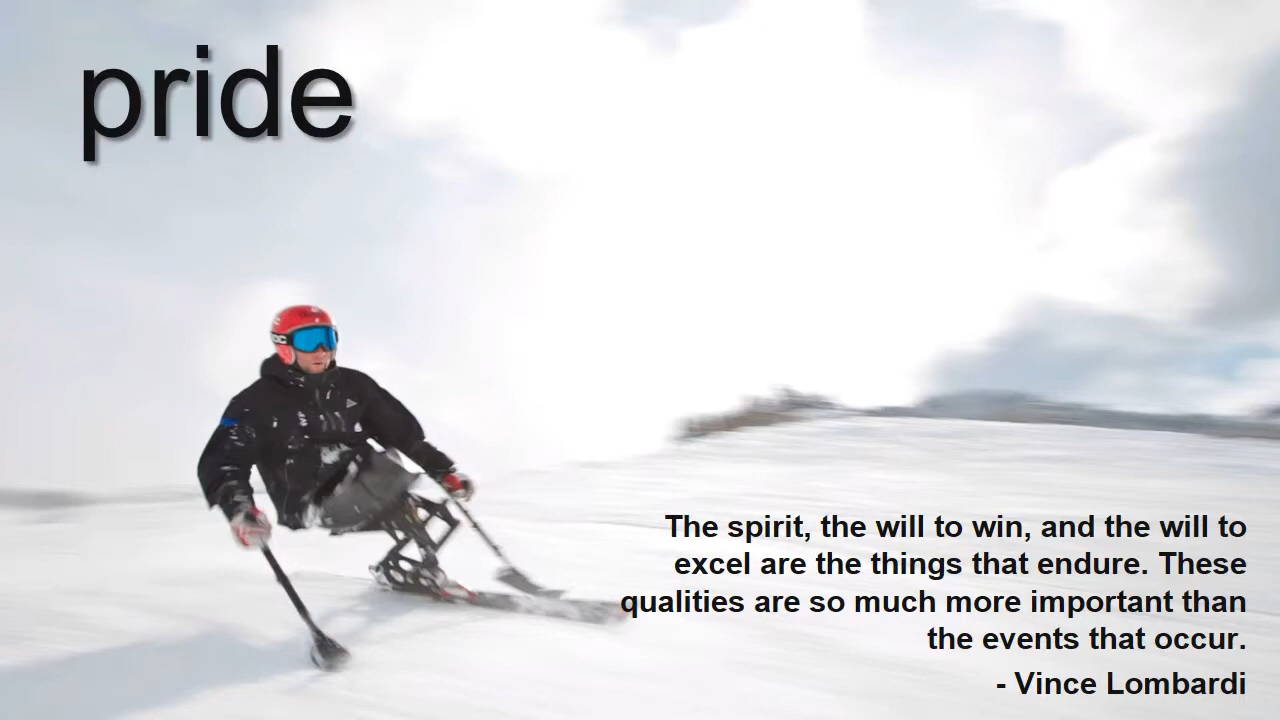 pride
The spirit, the will to win, and the will to
excel are the things that endure. These
qualities are so much more important than
the events that occur.
- Vince Lombardi